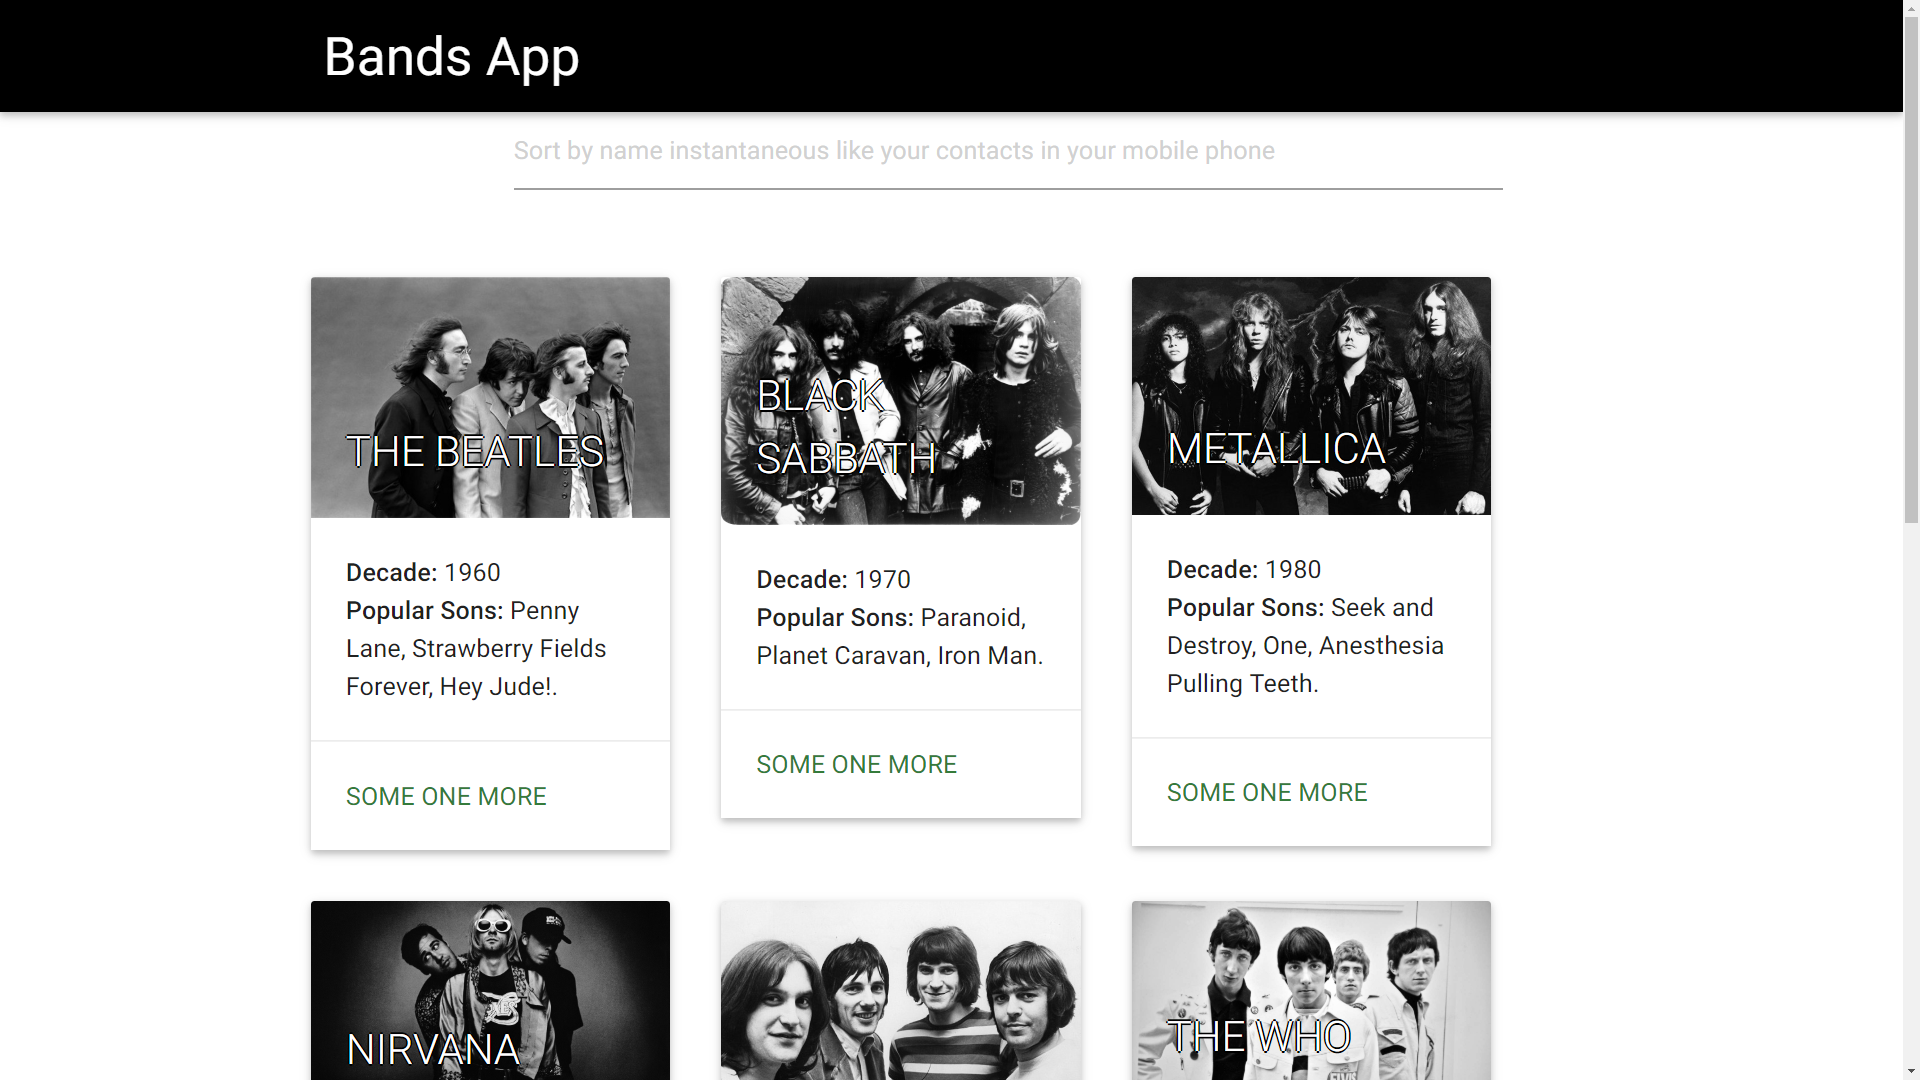 Bands App
Sort by name instantaneous like your contacts in your mobile phone
THE BEATLES
Decade: 1960
Popular Sons: Penny
Lane, Strawberry Fields
Forever, Hey Jude!.
SOME ONE MORE
BLACK
SABBATH
Decade: 1970
Popular Sons: Paranoid,
Planet Caravan, Iron Man.
SOME ONE MORE
METALLICA
Decade: 1980
Popular Sons: Seek and
Destroy, One, Anesthesia
Pulling Teeth.
SOME ONE MORE
NIRVANA
THE WHO
ELVIS